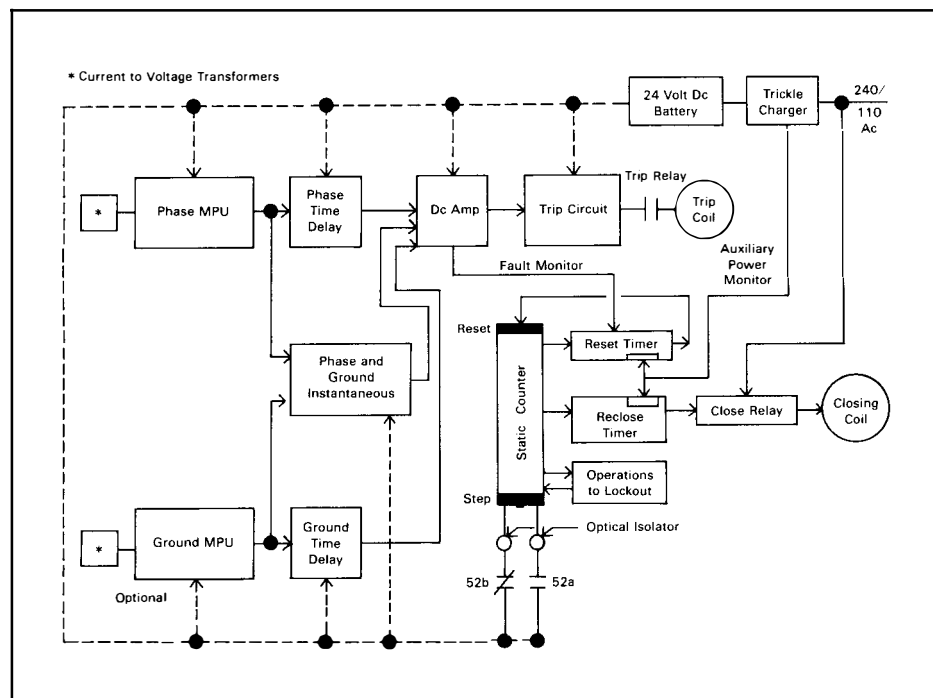 * Current to Voltage Transformers
24 Volt Dc
Battery
Trickle
Charger
240/
110
Ac
*
Phase MPU
Phase
Time
Delay
Dc Amp
Trip Circuit
Trip Relay
Trip
Coil
Fault Monitor
Auxiliary
Power
Monitor
Reset
Reset Timer
Phase and
Ground
Instantaneous
Static Counter
Reclose
Timer
Close Relay
Closing
Coil
Operations
to Lockout
Step
*
Ground MPU
Ground
Time
Delay
Optical Isolator
Optional
52b
52a